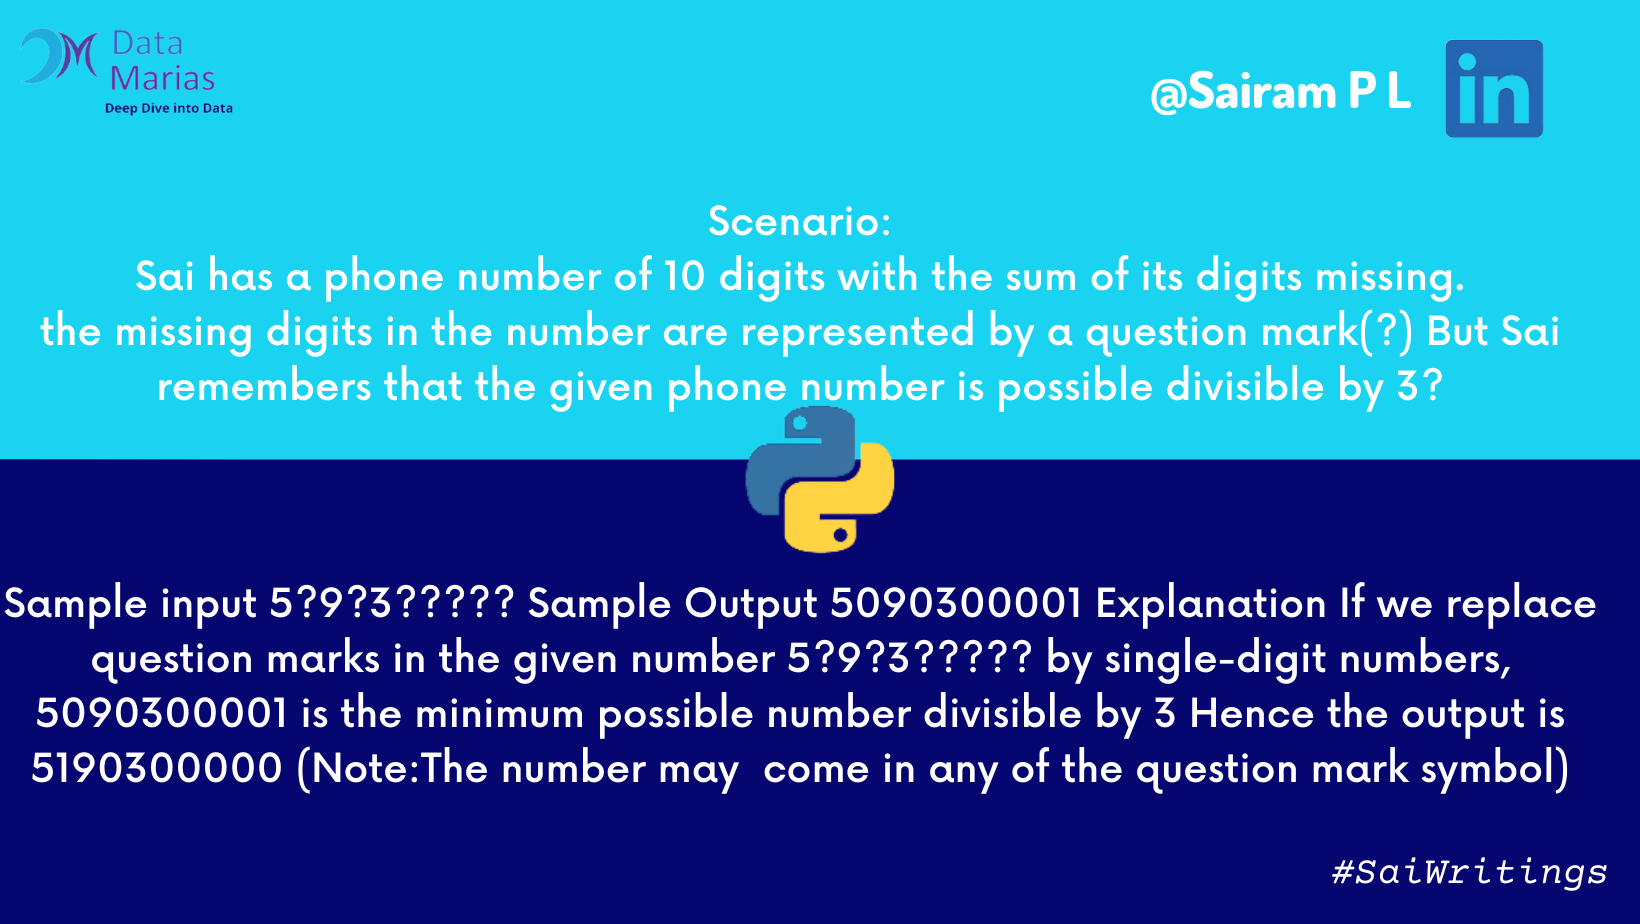 Data
Marias
Deep Dive into Data
@Sairam P L
in
Scenario:
Sai has a phone number of 10 digits with the sum of its digits missing.
the missing digits in the number are represented by a question mark(?) But Sai
remembers that the given phone number is possible divisible by 3?
Sample input 5?9?3????? Sample Output 5090300001 Explanation If we replace
question marks in the given number 5?9?3????? by single-digit numbers,
5090300001 is the minimum possible number divisible by 3 Hence the output is
5190300000 (Note:The number may  come in any of the question mark symbol)
#SaiWritings